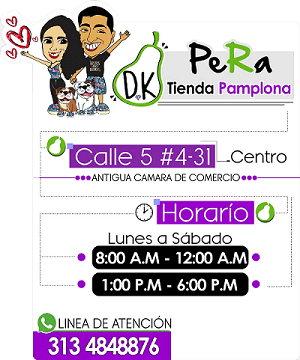 D.K
PeRa
Tienda Pamplona
Calle 5 #4-31 .Centro
ANTIGUA CAMARA DE COMERCIO
Horario
Lunes a Sábado
8:00 A.M - 12:00 A.M
1:00 P.M - 6:00 P.M
LINEA DE ATENCIÓN
313 4848876